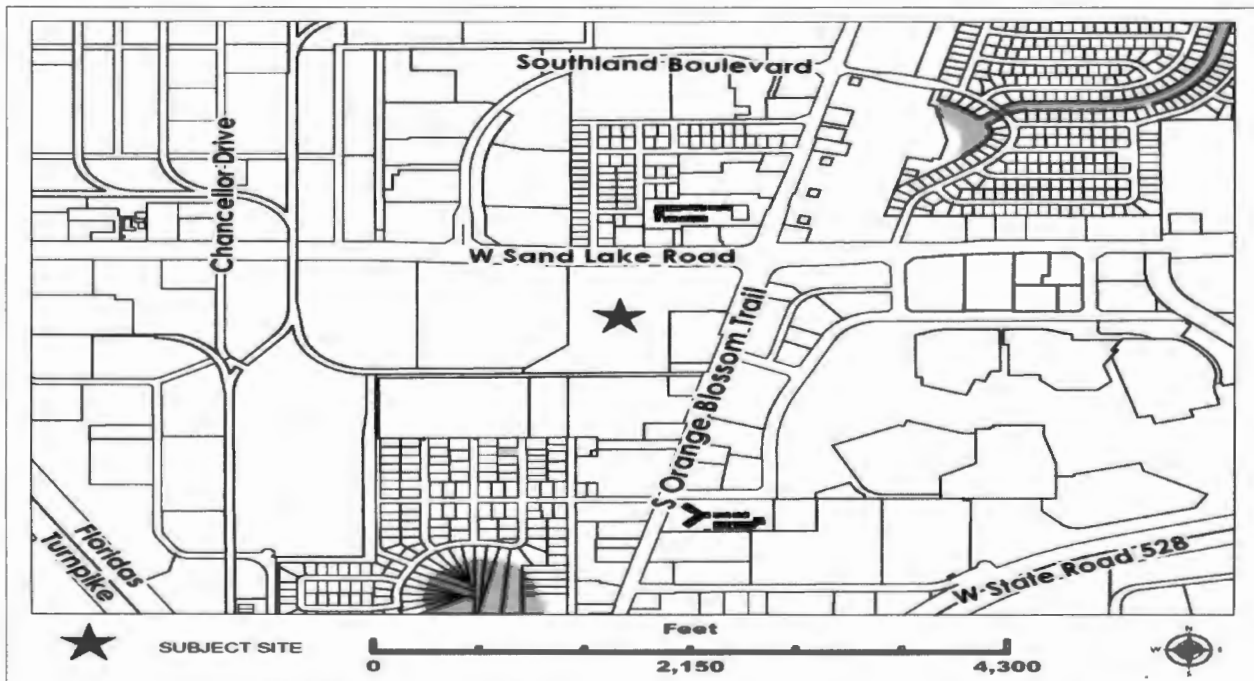 Southland Boulevard
Chancellor Drive
W Sand Lake Road
S Orange Blossom Trail
Floridas
Turnpike
W State Road 528
SUBJECT SITE
Feet
0 2,150 4,300
N
W E
S